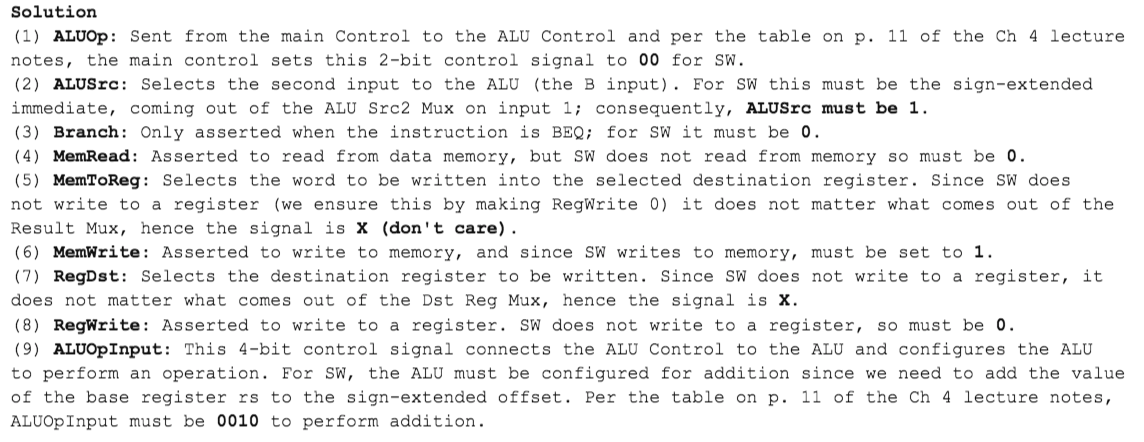 Solution
(1) ALUOp: Sent from the main Control to the ALU Control and per the table on p. 11 of the Ch 4 lecture
notes, the main control sets this 2-bit control signal to 00 for SW.
(2) ALUSrc: Selects the second input to the ALU (the B input). For SW this must be the sign-extended
immediate, coming out of the ALU Src2 Mux on input 1; consequently, ALUSrc must be 1.
(3) Branch: Only asserted when the instruction is BEQ; for SW it must be 0.
(4) MemRead: Asserted to read from data memory, but SW does not read from memory so must be 0.
(5) MemToReg: Selects the word to be written into the selected destination register. Since SW does
not write to a register (we ensure this by making RegWrite 0) it does not matter what comes out of the
Result Mux, hence the signal is X (don't care).
(6) MemWrite: Asserted to write to memory, and since SW writes to memory, must be set to 1.
(7) RegDst: Selects the destination register to be written. Since SW does not write to a register, it
does not matter what comes out of the Dst Reg Mux, hence the signal is X.
(8) RegWrite: Asserted to write to a register. SW does not write to a register, so must be 0.
(9) ALUOpInput: This 4-bit control signal connects the ALU Control to the ALU and configures the ALU
to perform an operation. For SW, the ALU must be configured for addition since we need to add the value
of the base register rs to the sign-extended offset. Per the table on p. 11 of the Ch 4 lecture notes,
ALUOpInput must be 0010 to perform addition.